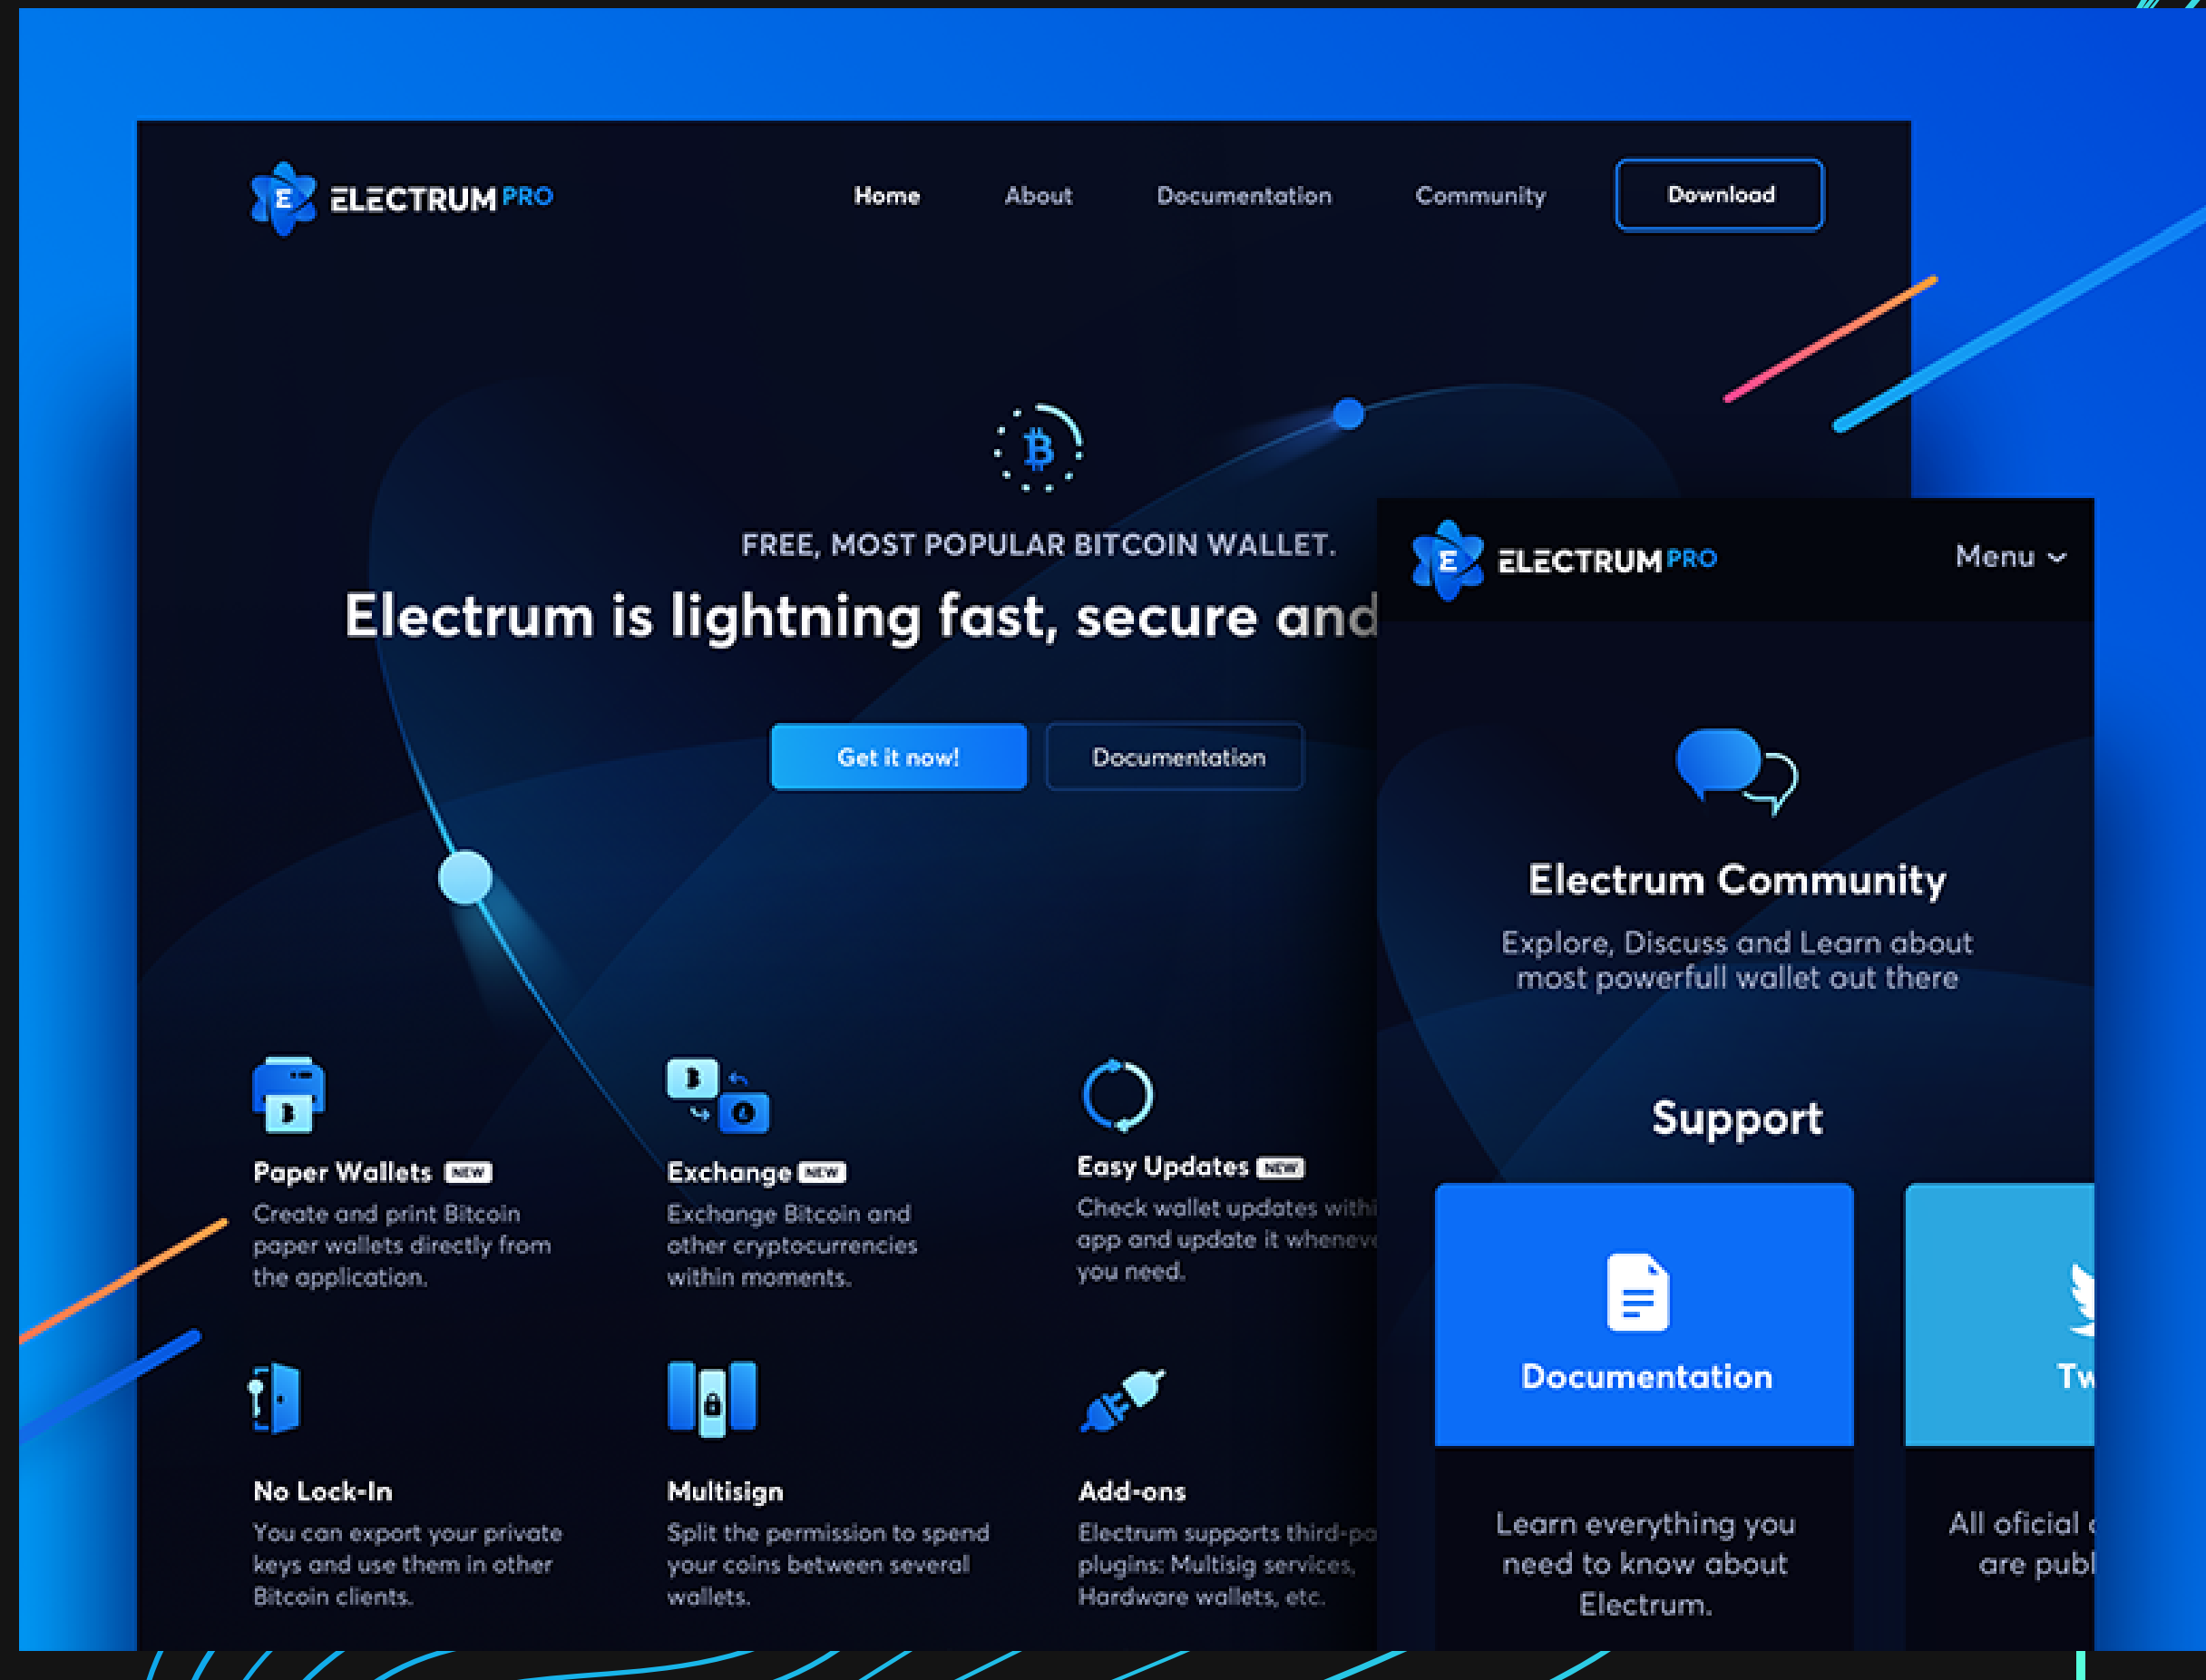 ELECTRUM PRO
Home About Documentation Community Download
FREE, MOST POPULAR BITCOIN WALLET.
Electrum is lightning fast, secure and
Get it now! Documentation
Paper Wallets NEW
Create and print Bitcoin
paper wallets directly from
the application.
Exchange NEW
Exchange Bitcoin and
other cryptocurrencies
within moments.
Easy Updates NEW
Check wallet updates withi
app and update it wheneve
you need.
No Lock-In
You can export your private
keys and use them in other
Bitcoin clients.
Multisign
Split the permission to spend
your coins between several
wallets.
Add-ons
Electrum supports third-pa
plugins: Multisig services,
Hardware wallets, etc.
ELECTRUM PRO
Menu
Electrum Community
Explore, Discuss and Learn about
most powerfull wallet out there
Support
Documentation
Learn everything you
need to know about
Electrum.
Tw
All oficial
are publ